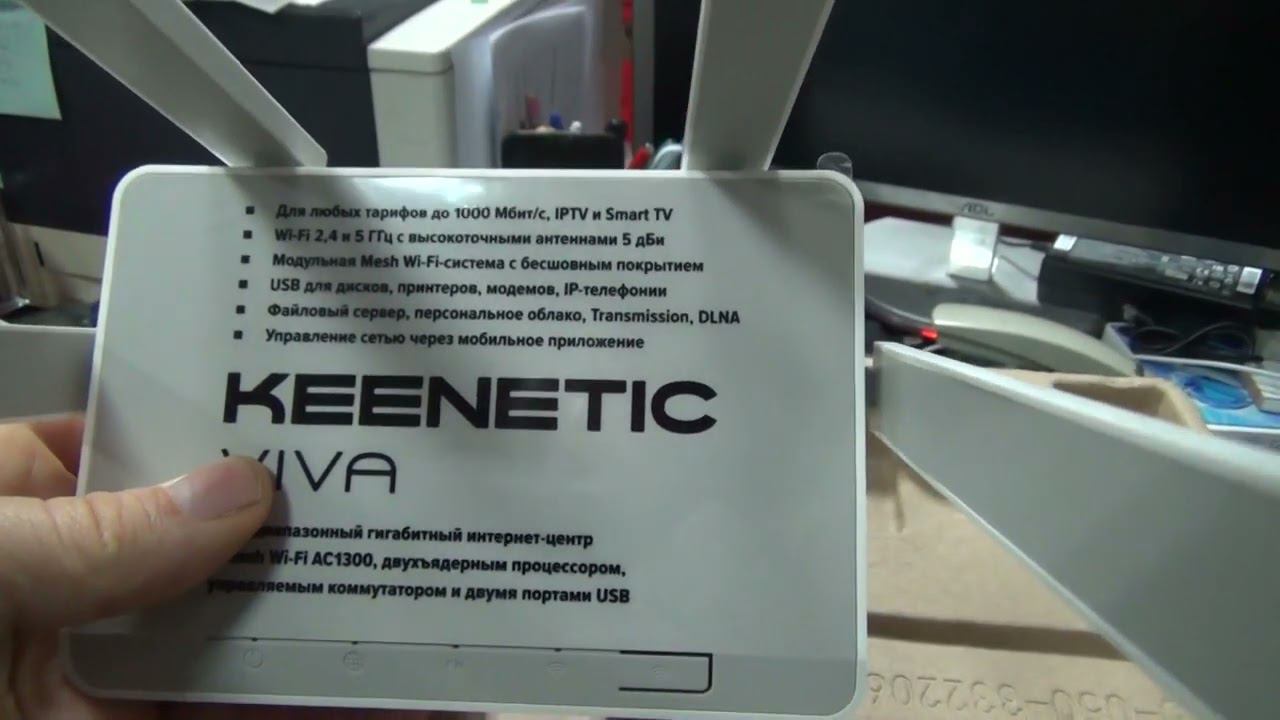 Для любых тарифов до 1000 Мбит/с, IPTV и Smart TV
Wi-Fi 2,4 и 5 ГГц с высокоточными антеннами 5 дБи
Модульная Mesh Wi-Fi-система с бесшовным покрытием
USB для дисков, принтеров, модемов, IP-телефонии
Файловый сервер, персональное облако, Transmission, DLNA
Управление сетью через мобильное приложение
KEENETIC
VIVA
гигабитный интернет-центр
Mesh Wi-Fi AC1300, двухъядерным процессором,
управляемым коммутатором и двумя портами USB
AOC